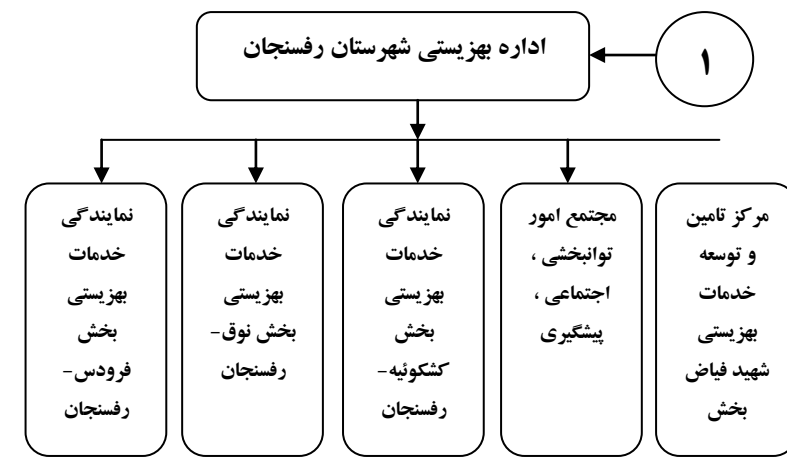 اداره بهزیستی شهرستان رفسنجان
۱
مرکز تامین
و توسعه
خدمات
بهزیستی
شهید فیاض
بخش
مجتمع امور
توانبخشی ،
اجتماعی ،
پیشگیری
نمایندگی
خدمات
بهزیستی
بخش
کشکوئیه-
رفسنجان
نمایندگی
خدمات
بهزیستی
بخش نوق-
رفسنجان
نمایندگی
خدمات
بهزیستی
بخش
فرودس-
رفسنجان